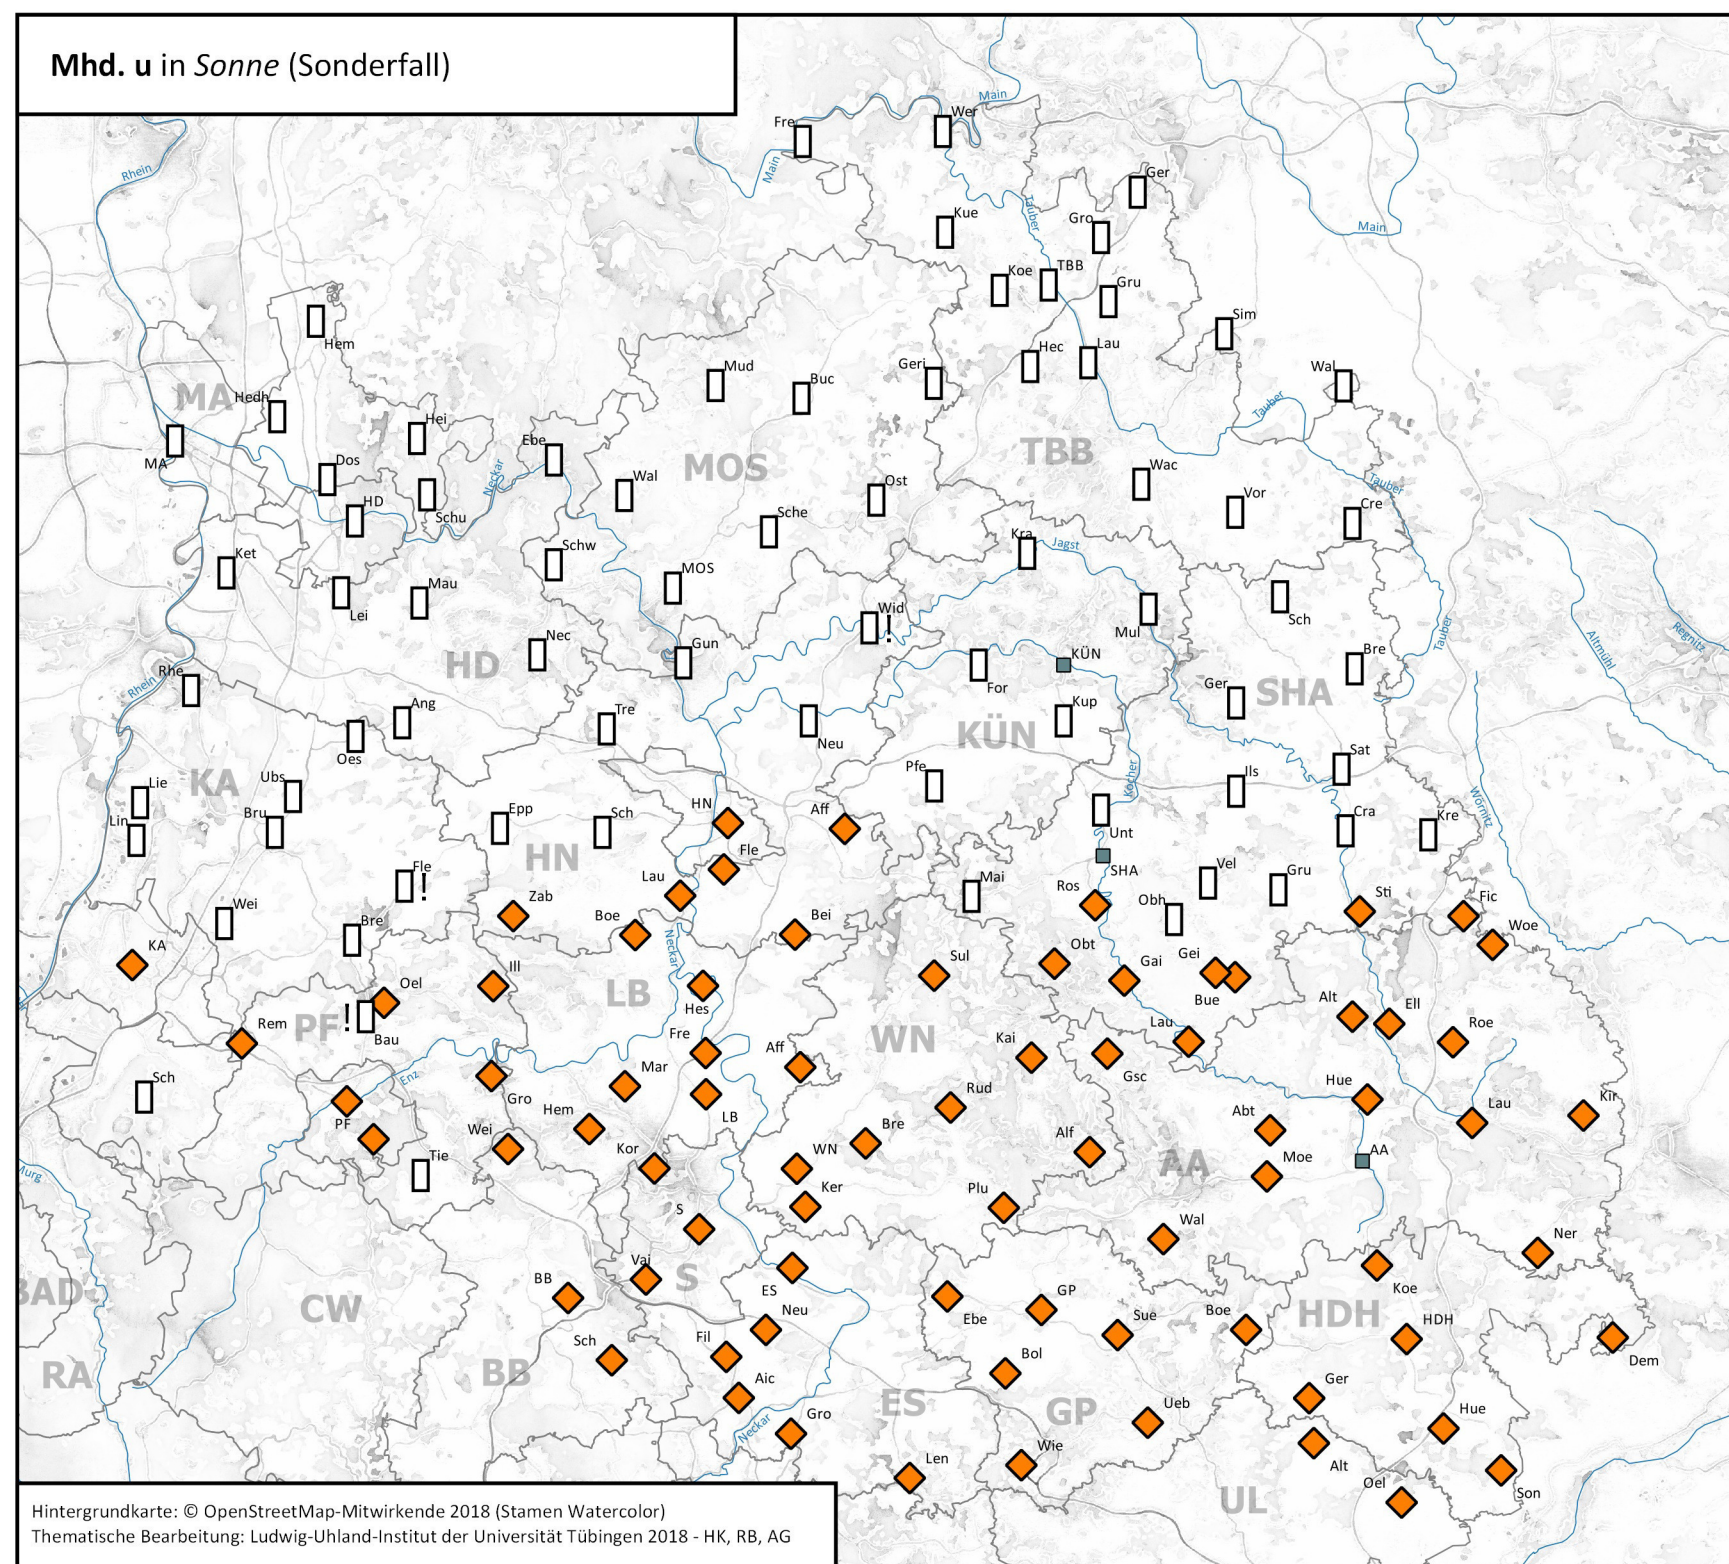 Mhd. u in Sonne (Sonderfall)
Main
Wer
Fre
Rhein
Main
Ger
Tauber
Kue
Gro
Main
Koe
TBB
Gru
Sim
Hem
Hec
Lau
Mud
Buc
Geri
Wal
MA
Hedh
Hei
Ebe
Tauber
MA
Dos
Neckar
Wal
MOS
TBB
Wac
Ost
Tauber
HD
Schu
Sche
Vor
Cre
Kra
Jagst
Ket
Schw
MOS
Mau
Lei
Wid
!
Sch
Mul
Tauber
Altmühl
Regnitz
Nec
Gun
HD
KÜN
Bre
Rhe
Rhein
For
Ger
SHA
Ang
Tre
Kup
Oes
Neu
KÜN
Sat
KA
Lie
Ubs
Pfe
Kocher
Ils
Wörnitz
Lin
Bru
Epp
Sch
HN
Aff
Unt
Cra
Kre
HN
Fle
!
Fle
SHA
Vel
Gru
Lau
Mai
Ros
Obh
Sti
Fic
Wei
Bre
Zab
Boe
Bei
Woe
KA
Neckar
Sul
Obt
Gai
Gei
Oel
Ill
LB
Hes
Bue
Alt
Ell
Rem
PF
!
Bau
Fre
WN
Kai
Lau
Roe
Aff
Gsc
Sch
Enz
Gro
Mar
Rud
Hue
Lau
Kir
PF
Hem
LB
Abt
Wei
Kor
Bre
Alf
AA
AA
Tie
WN
Moe
Murg
Ker
Plu
S
Wal
Ner
BAD
CW
BB
Vai
S
ES
Koe
Ebe
GP
Boe
HDH
HDH
Neu
Sue
Sch
Fil
Dem
RA
BB
Aic
Bol
Ger
ES
GP
Ueb
Hue
Neckar
Gro
Wie
Len
Alt
Oel
Son
UL
Hintergrundkarte: © OpenStreetMap-Mitwirkende 2018 (Stamen Watercolor)
Thematische Bearbeitung: Ludwig-Uhland-Institut der Universität Tübingen 2018 - HK, RB, AG